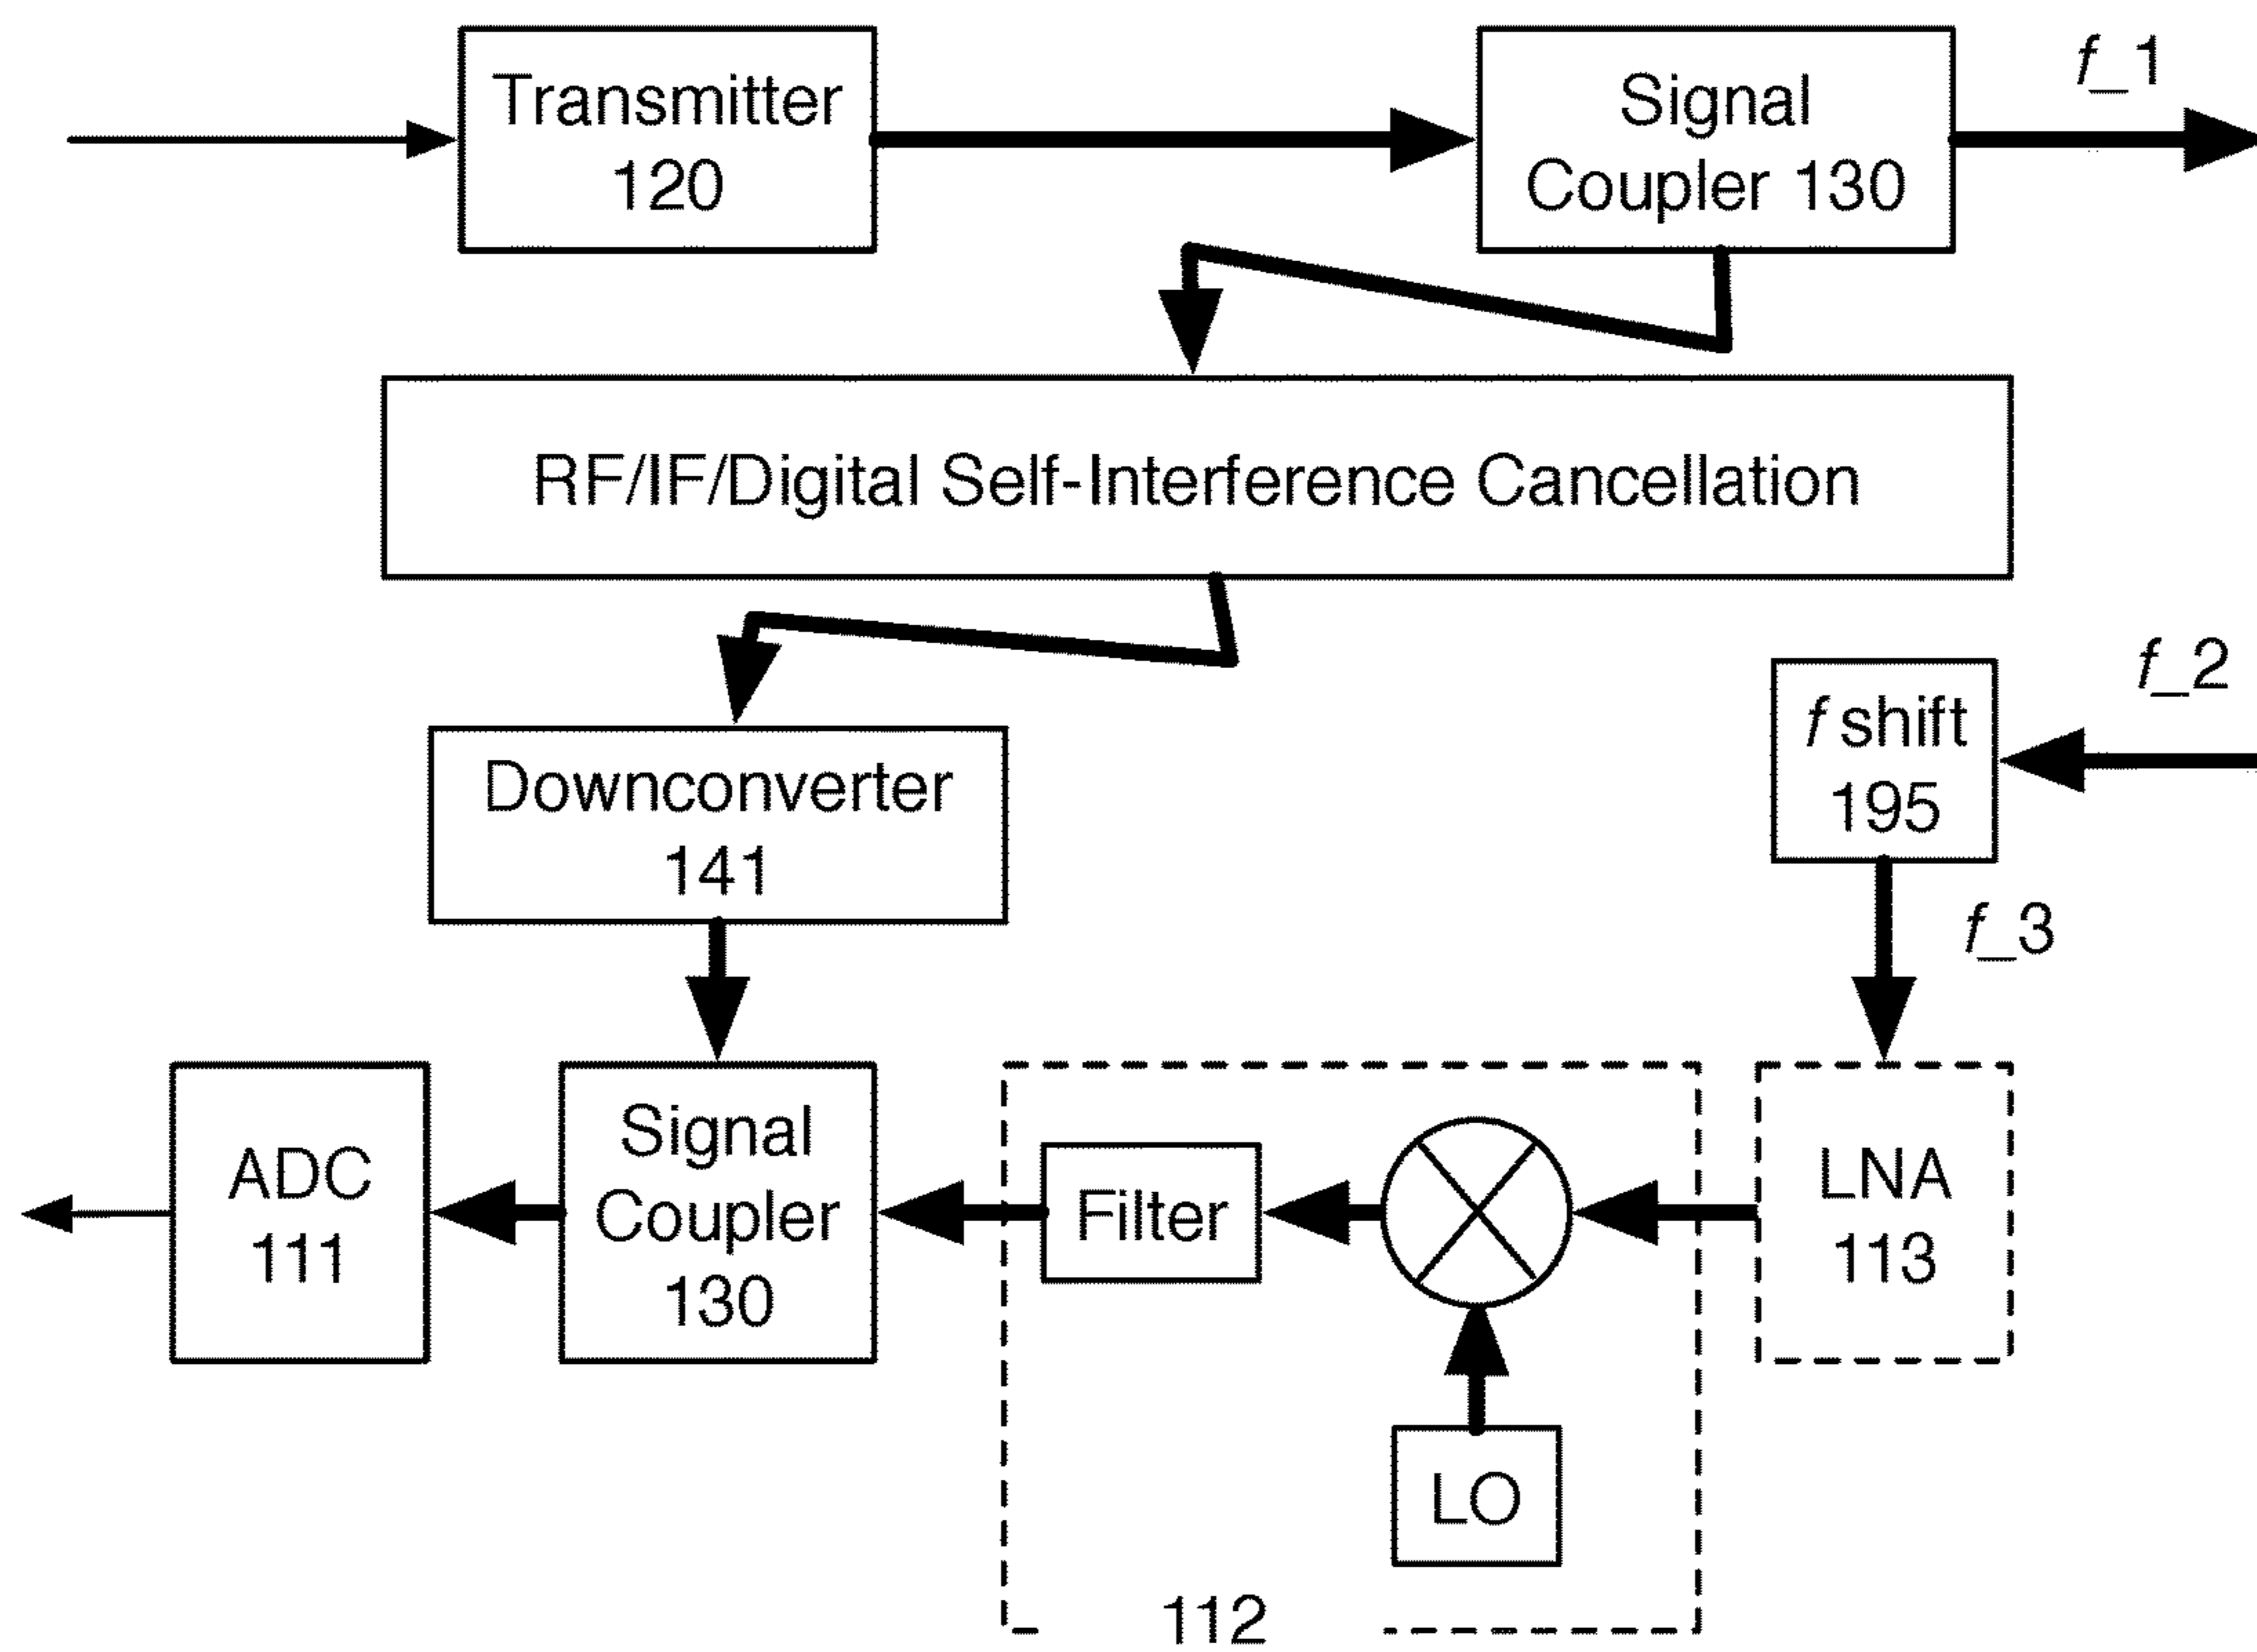 Transmitter
120
Signal
Coupler 130
f_1
RF/IF/Digital Self-Interference Cancellation
f_2
f shift
195
Downconverter
141
f_3
ADC
111
Signal
Coupler
130
Filter
LNA
113
LO
112